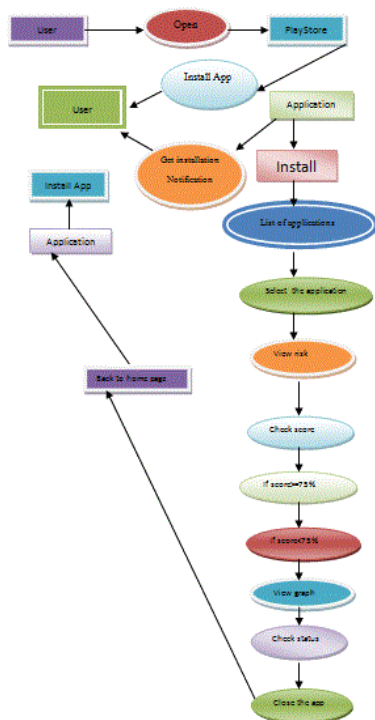 User
Open
PlayStore
Install App
User
Application
Get installation
Notification
Install
Install App
List of applications
Application
Select the application
View risk
Back to home page
Check score
If score>=75%
If score<75%
View graph
Check status
Close the app